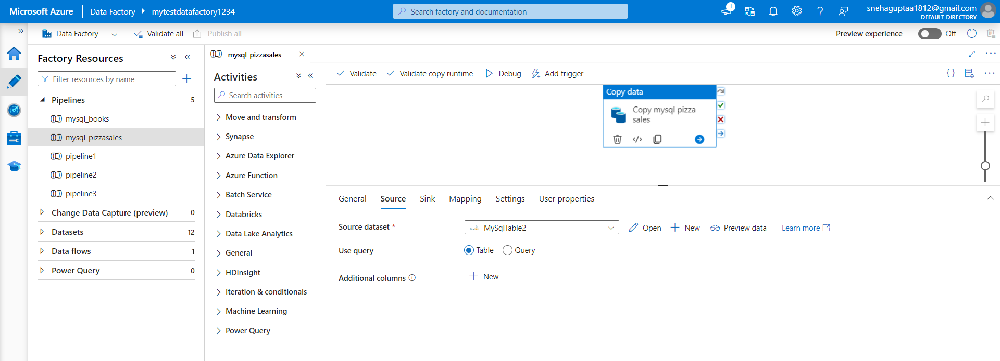 Microsoft Azure
Data Factory
mytestdatafactory1234
Search factory and documentation
1
snehaguptaa1812@gmail.com
DEFAULT DIRECTORY
Data Factory
Validate all
Publish all
Preview experience
Off
Factory Resources
Filter resources by name
Pipelines 5
mysql_books
mysql_pizzasales
pipeline1
pipeline2
pipeline3
Change Data Capture (preview) 0
Datasets 12
Data flows 1
Power Query 0
mysql_pizzasales
Activities
Search activities
Move and transform
Synapse
Azure Data Explorer
Azure Function
Batch Service
Databricks
Data Lake Analytics
General
HDInsight
Iteration & conditionals
Machine Learning
Power Query
Validate
Validate copy runtime
Debug
Add trigger
Copy data
Copy mysql pizza
sales
General
Source
Sink
Mapping
Settings
User properties
Source dataset *
MySqlTable2
Open
New
Preview data
Learn more
Use query
Table
Query
Additional columns
New